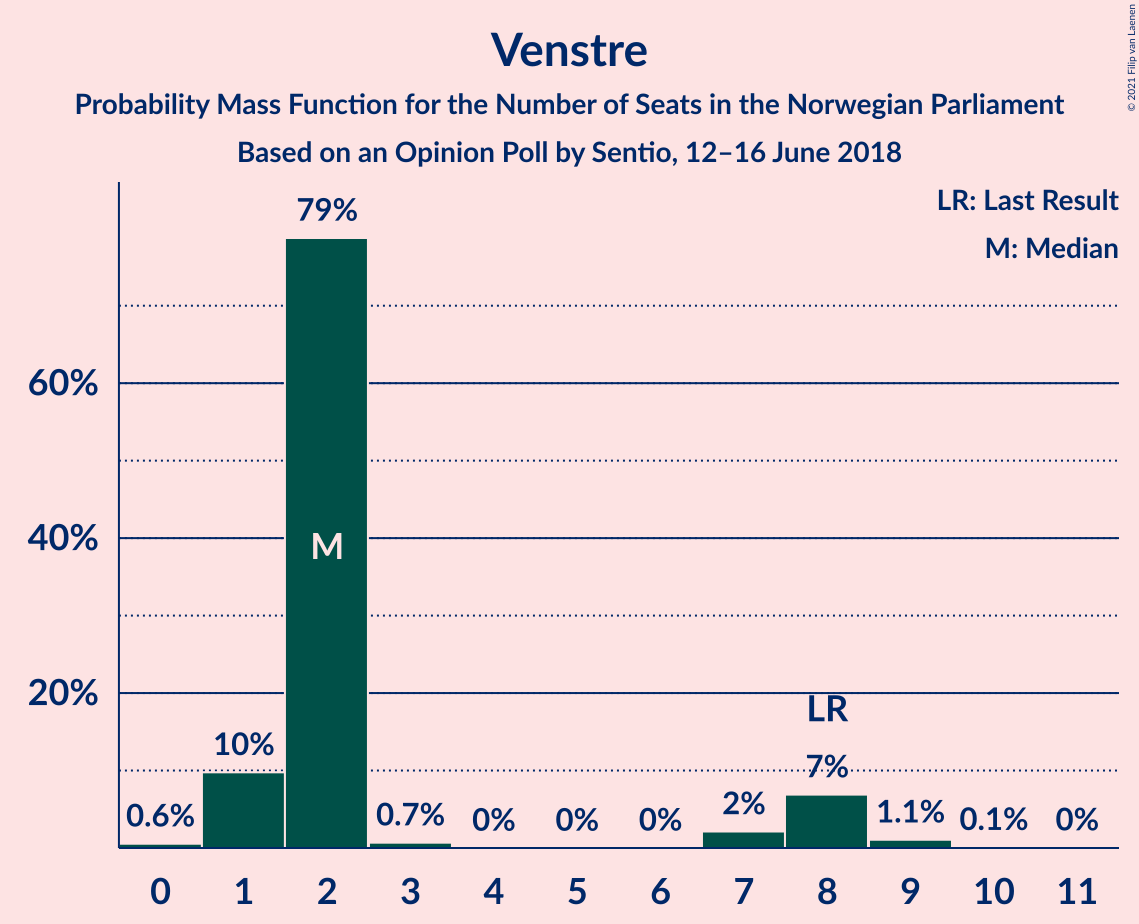 Venstre
Probability Mass Function for the Number of Seats in the Norwegian Parliament
Based on an Opinion Poll by Sentio, 12–16 June 2018
© 2021 Filip van Laenen
LR: Last Result
M: Median
79%
60%
40%
M
20%
LR
10%
7%
0.6%
0.7%
0%
0%
0%
2%
1.1%
0.1%
0%
0 1 2 3 4 5 6 7 8 9 10 11